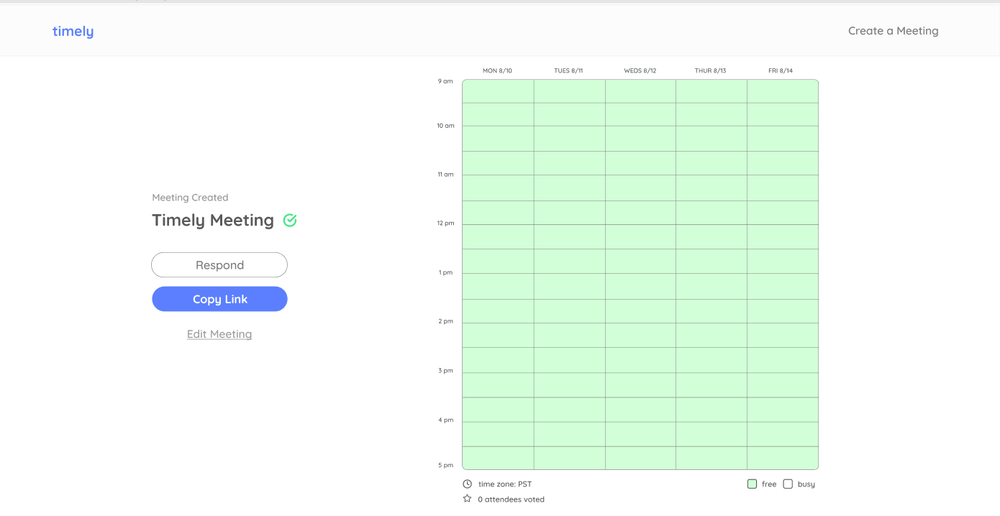 timely
Create a Meeting
MON 8/10 TUES 8/11 WEDS 8/12 THUR 8/13 FRI 8/14
9 am
10 am
11 am
12 pm
1 pm
2 pm
3 pm
4 pm
5 pm
Meeting Created
Timely Meeting
Respond
Copy Link
Edit Meeting
time zone: PST
free busy
0 attendees voted